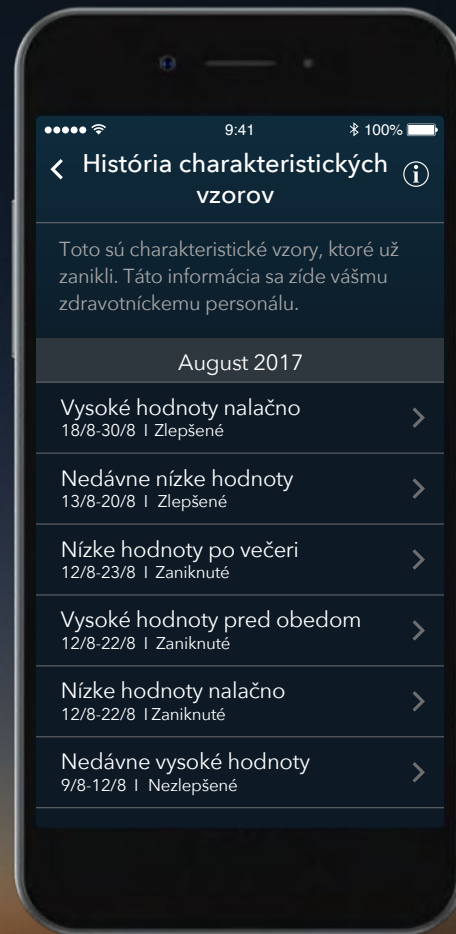 9:41
100%
História charakteristických
vzorov
Toto sú charakteristické vzory, ktoré už
zanikli. Táto informácia sa zíde vášmu
zdravotníckemu personálu.
August 2017
Vysoké hodnoty nalačno
18/8-30/8 I Zlepšené
Nedávne nízke hodnoty
13/8-20/8 I Zlepšené
Nízke hodnoty po večeri
12/8-23/8 I Zaniknuté
Vysoké hodnoty pred obedom
12/8-22/8 I Zaniknuté
Nízke hodnoty nalačno
12/8-22/8 I Zaniknuté
Nedávne vysoké hodnoty
9/8-12/8 I Nezlepšené